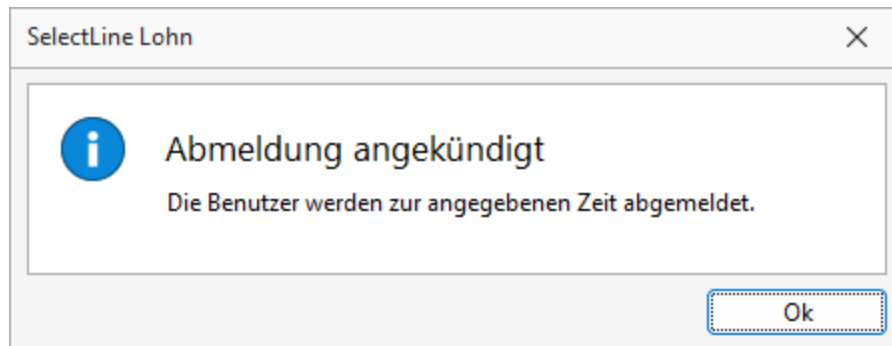 SelectLine Lohn
Abmeldung angekündigt
Die Benutzer werden zur angegebenen Zeit abgemeldet.
Ok